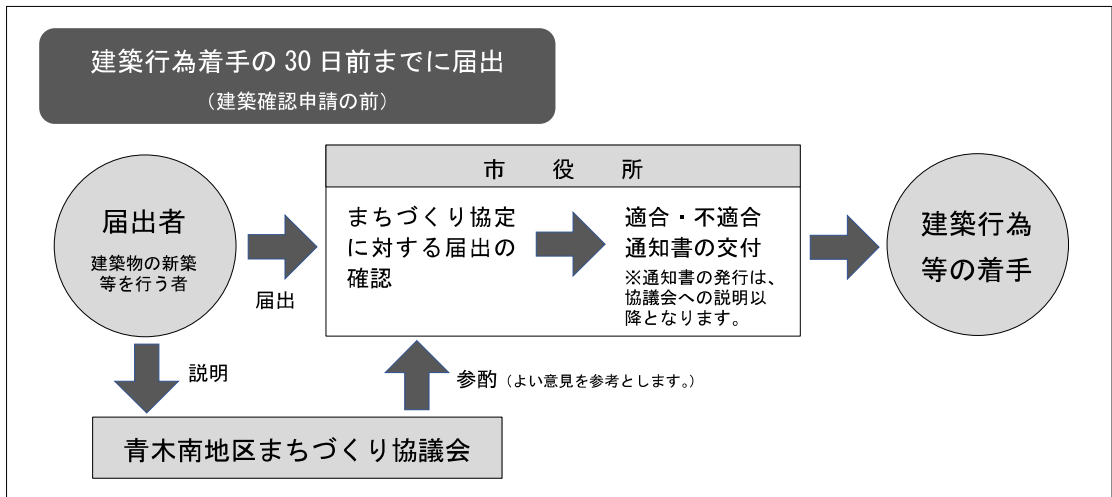 建築行為着手の 30 日前までに届出
（建築確認申請の前）
市　役　所
届出者
建築物の新築
等を行う者
届出
まちづくり協定
に対する届出の
確認
適合・不適合
通知書の交付
※通知書の発行は、
協議会への説明以
降となります。
建築行為
等の着手
説明
参酌（よい意見を参考とします。）
青木南地区まちづくり協議会